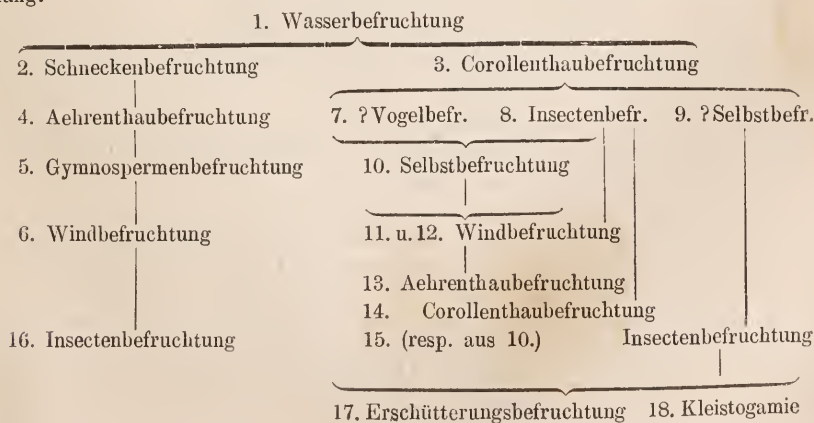 1. Wasserbefruchtung
2. Schneckenbefruchtung 3. Corollenthaubefruchtung
4. Aehrenthaubefruchtung 7. ?Vogelbefr. 8. Insectenbefr. 9. ?Selbstbefr.
5. Gymnospermenbefruchtung 10. Selbstbefruchtung
6. Windbefruchtung 11. u. 12. Windbefruchtung
13. Aehrenthaubefruchtung
14. Corollenthaubefruchtung
16. Insectenbefruchtung 15. (resp. aus 10.) Insectenbefruchtung
17. Erschütterungsbefruchtung 18. Kleistogamie